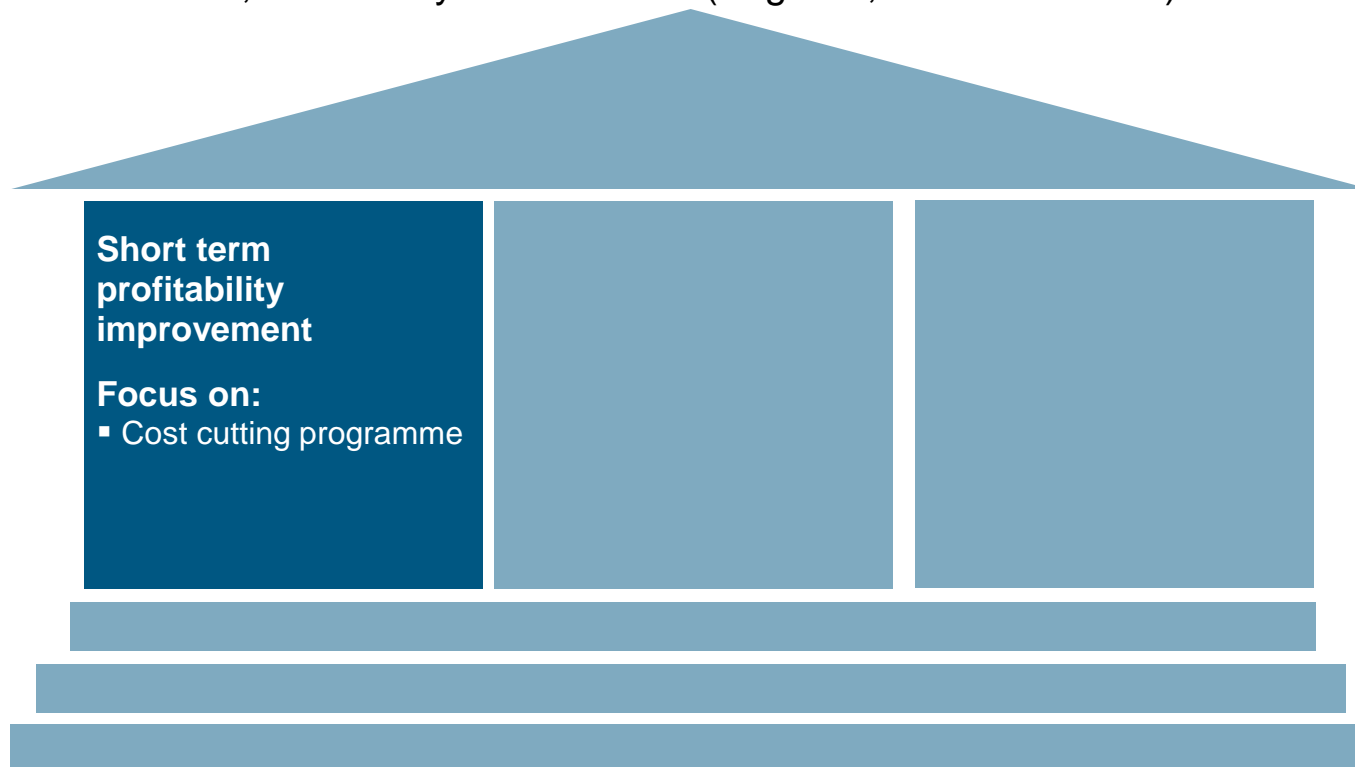 Short term
profitability
improvement
Focus on:
▪ Cost cutting programme